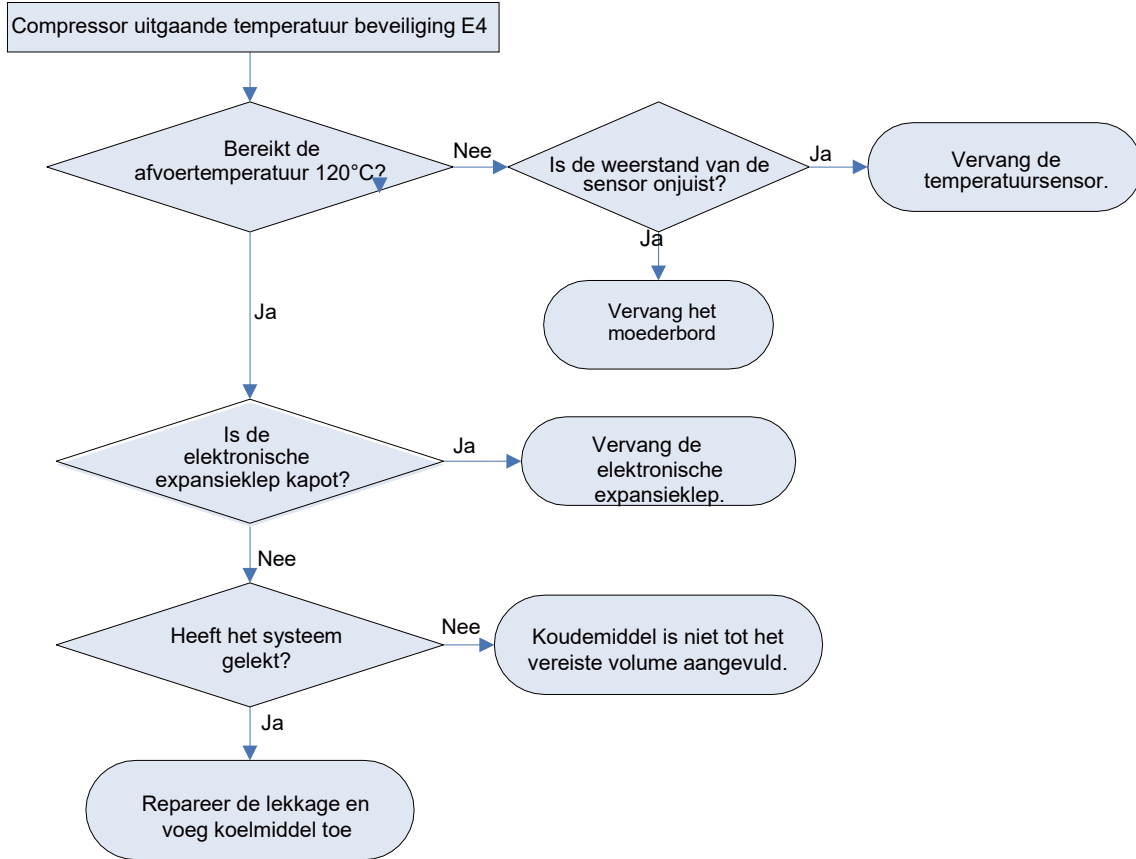 Compressor uitgaande temperatuur beveiliging E4
Bereikt de
afvoertemperatuur 120°C?
Nee
Is de weerstand van de
sensor onjuist?
Ja
Vervang de
temperatuursensor.
Ja
Vervang het
moederbord
Ja
Is de
elektronische
expansieklep kapot?
Ja
Vervang de
elektronische
expansieklep.
Nee
Heeft het systeem
gelekt?
Nee
Koudemiddel is niet tot het
vereiste volume aangevuld.
Ja
Repareer de lekkage en
voeg koelmiddel toe